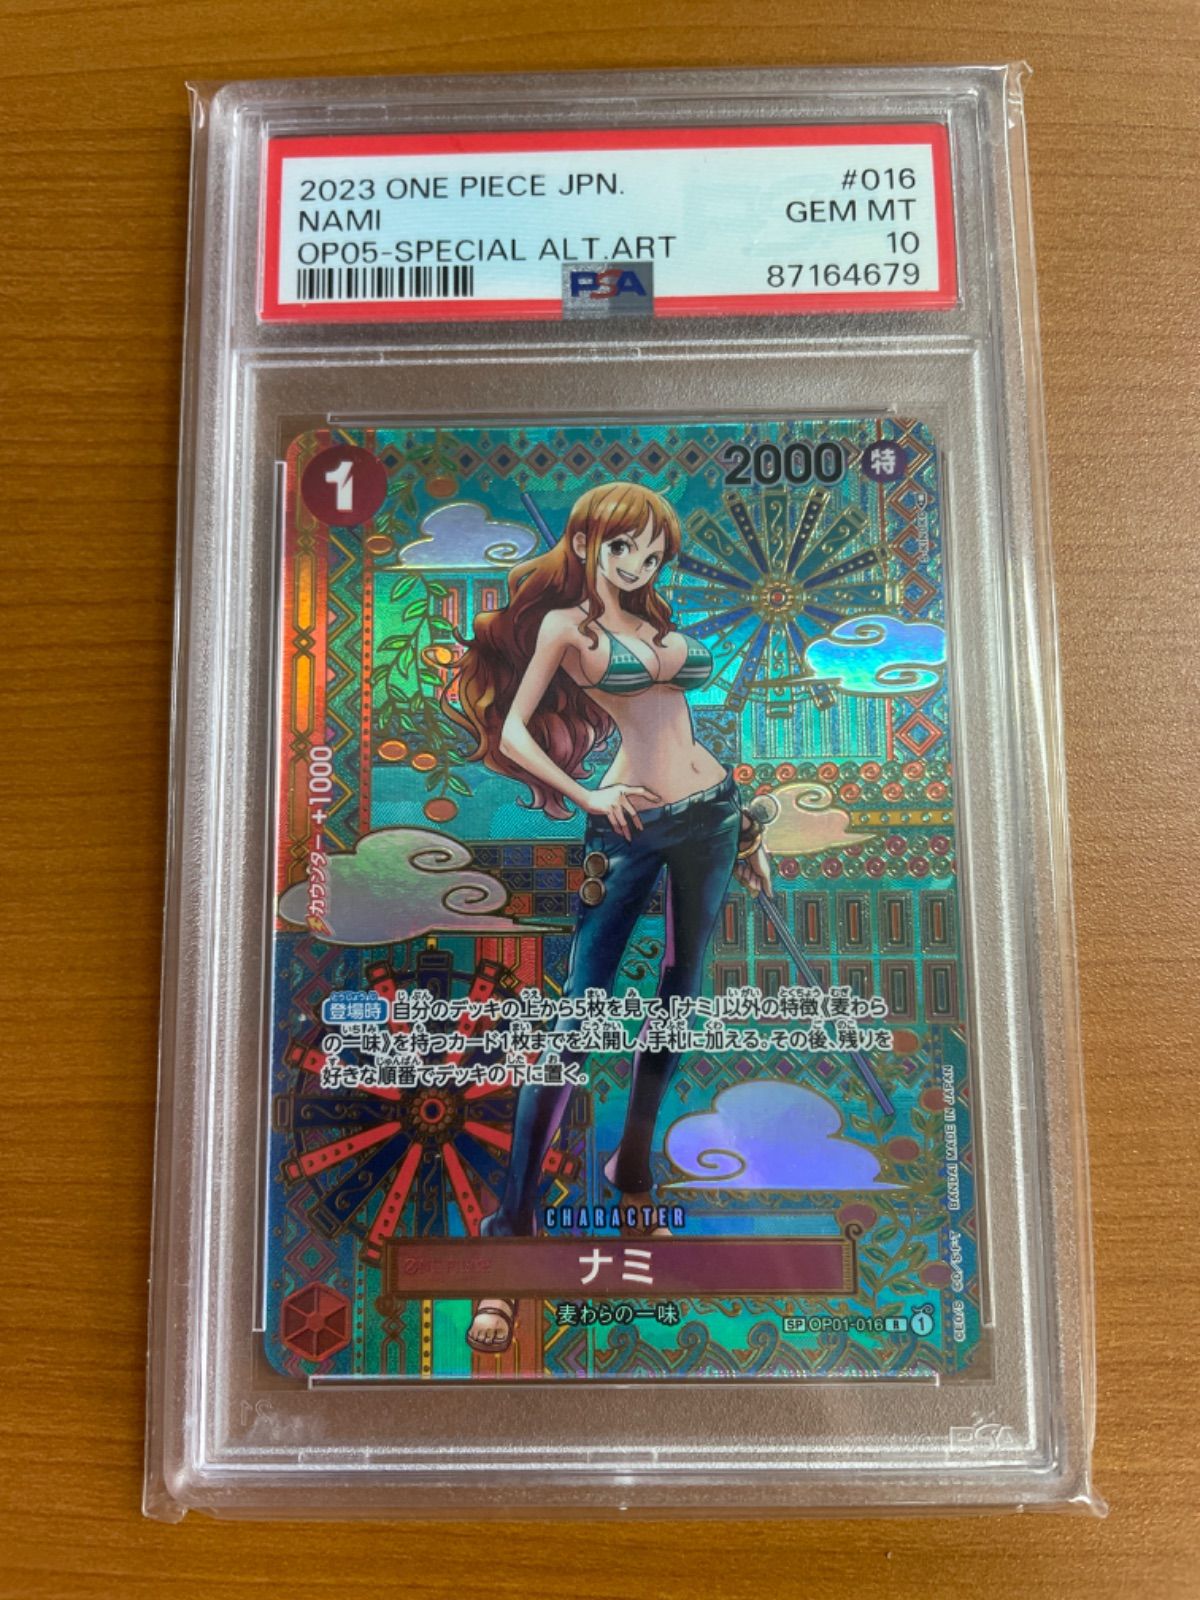 2023 ONE PIECE JPN. #016
NAMI GEM MT
OP05-SPECIAL ALT.ART 10
PSA 87164679
1
2000 特
カウンター +1000
登場時 自分のデッキの上から5枚を見て、「ナミ」以外の特徴《麦わら
の一味》を持つカード1枚までを公開し、手札に加える。その後、残りを
好きな順番でデッキの下に置く。
CHARACTER
ナミ
麦わらの一味
SP OP01-016 R 1
BANDAI MADE IN JAPAN
PSA